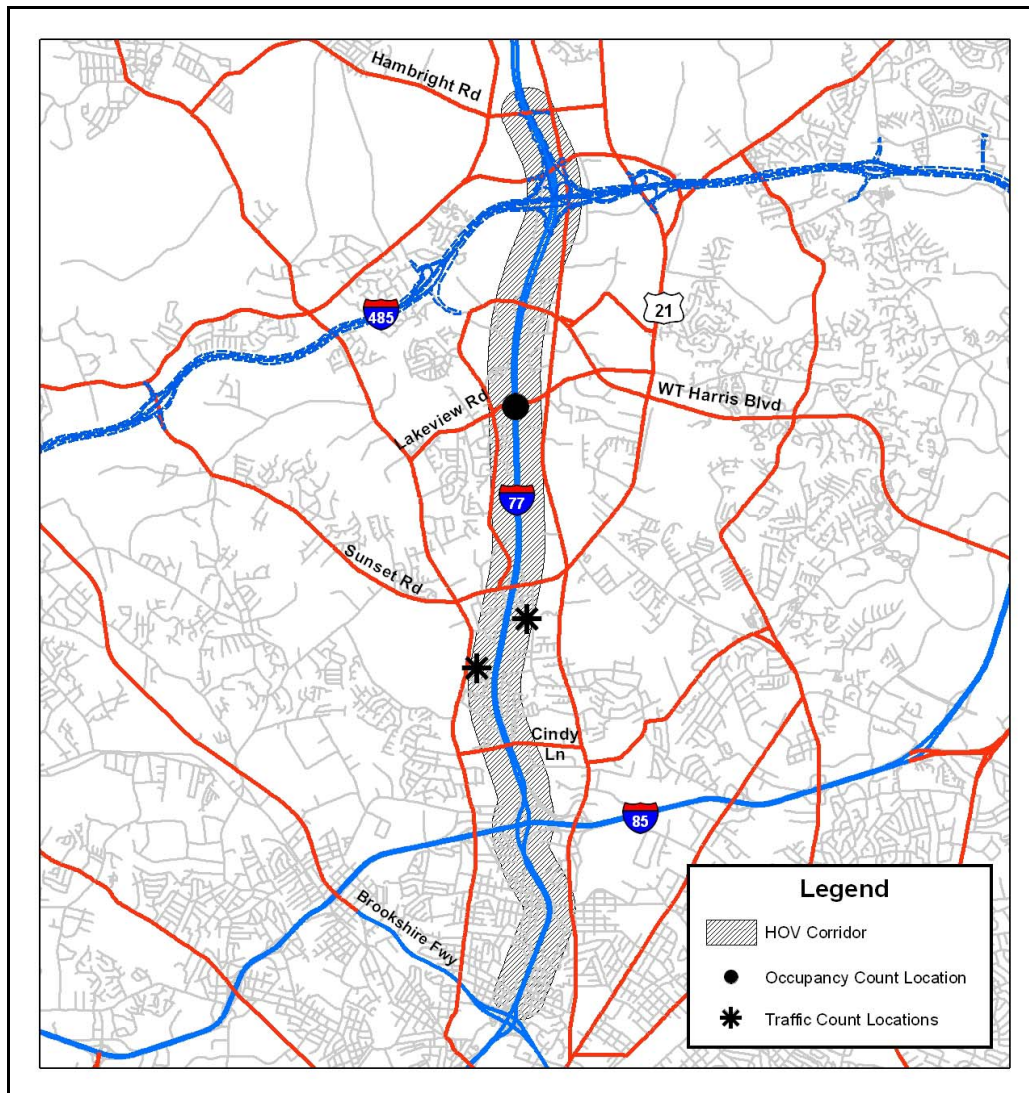 Hambright Rd
485
21
WT Harris Blvd
Lakeview Rd
77
Sunset Rd
Cindy
Ln
85
Brookshire Fwy
Legend
HOV Corridor
Occupancy Count Location
Traffic Count Locations